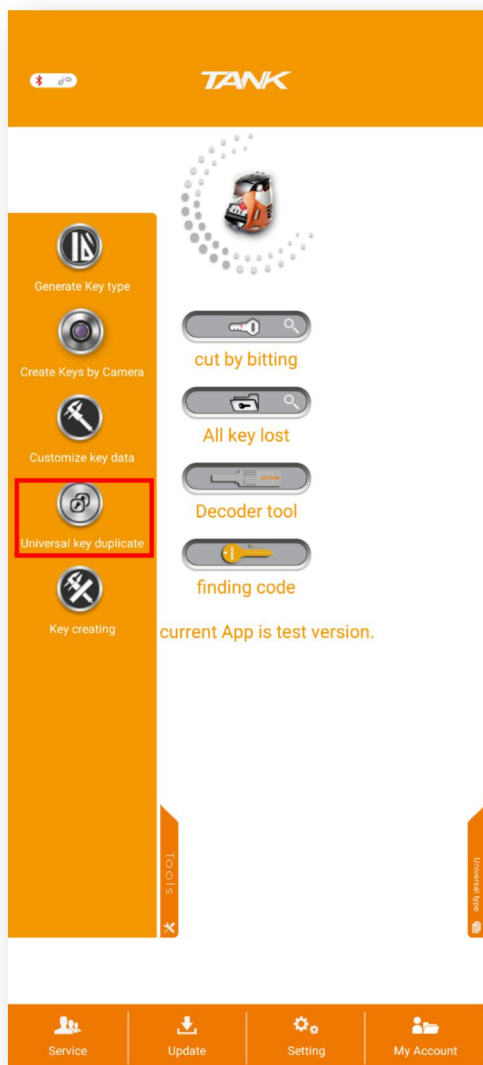 TANK
Generate Key type
Create Keys by Camera
Customize key data
Universal key duplicate
Key creating
cut by bitting
All key lost
Decoder tool
finding code
current App is test version.
Tools
Universal type
Service
Update
Setting
My Account